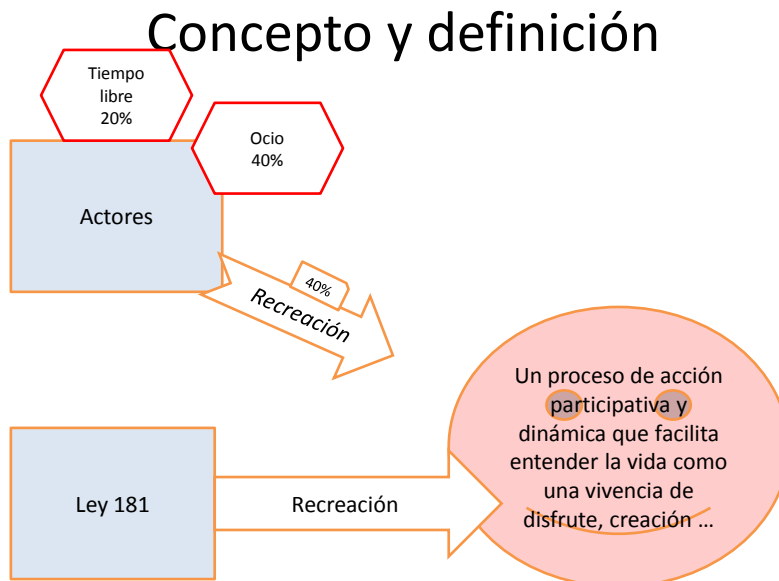 Concepto y definición
Tiempo
libre
20%
Ocio
40%
Actores
40%
Recreación
Un proceso de acción
participativa y
dinámica que facilita
entender la vida como
una vivencia de
disfrute, creación ...
Ley 181
Recreación